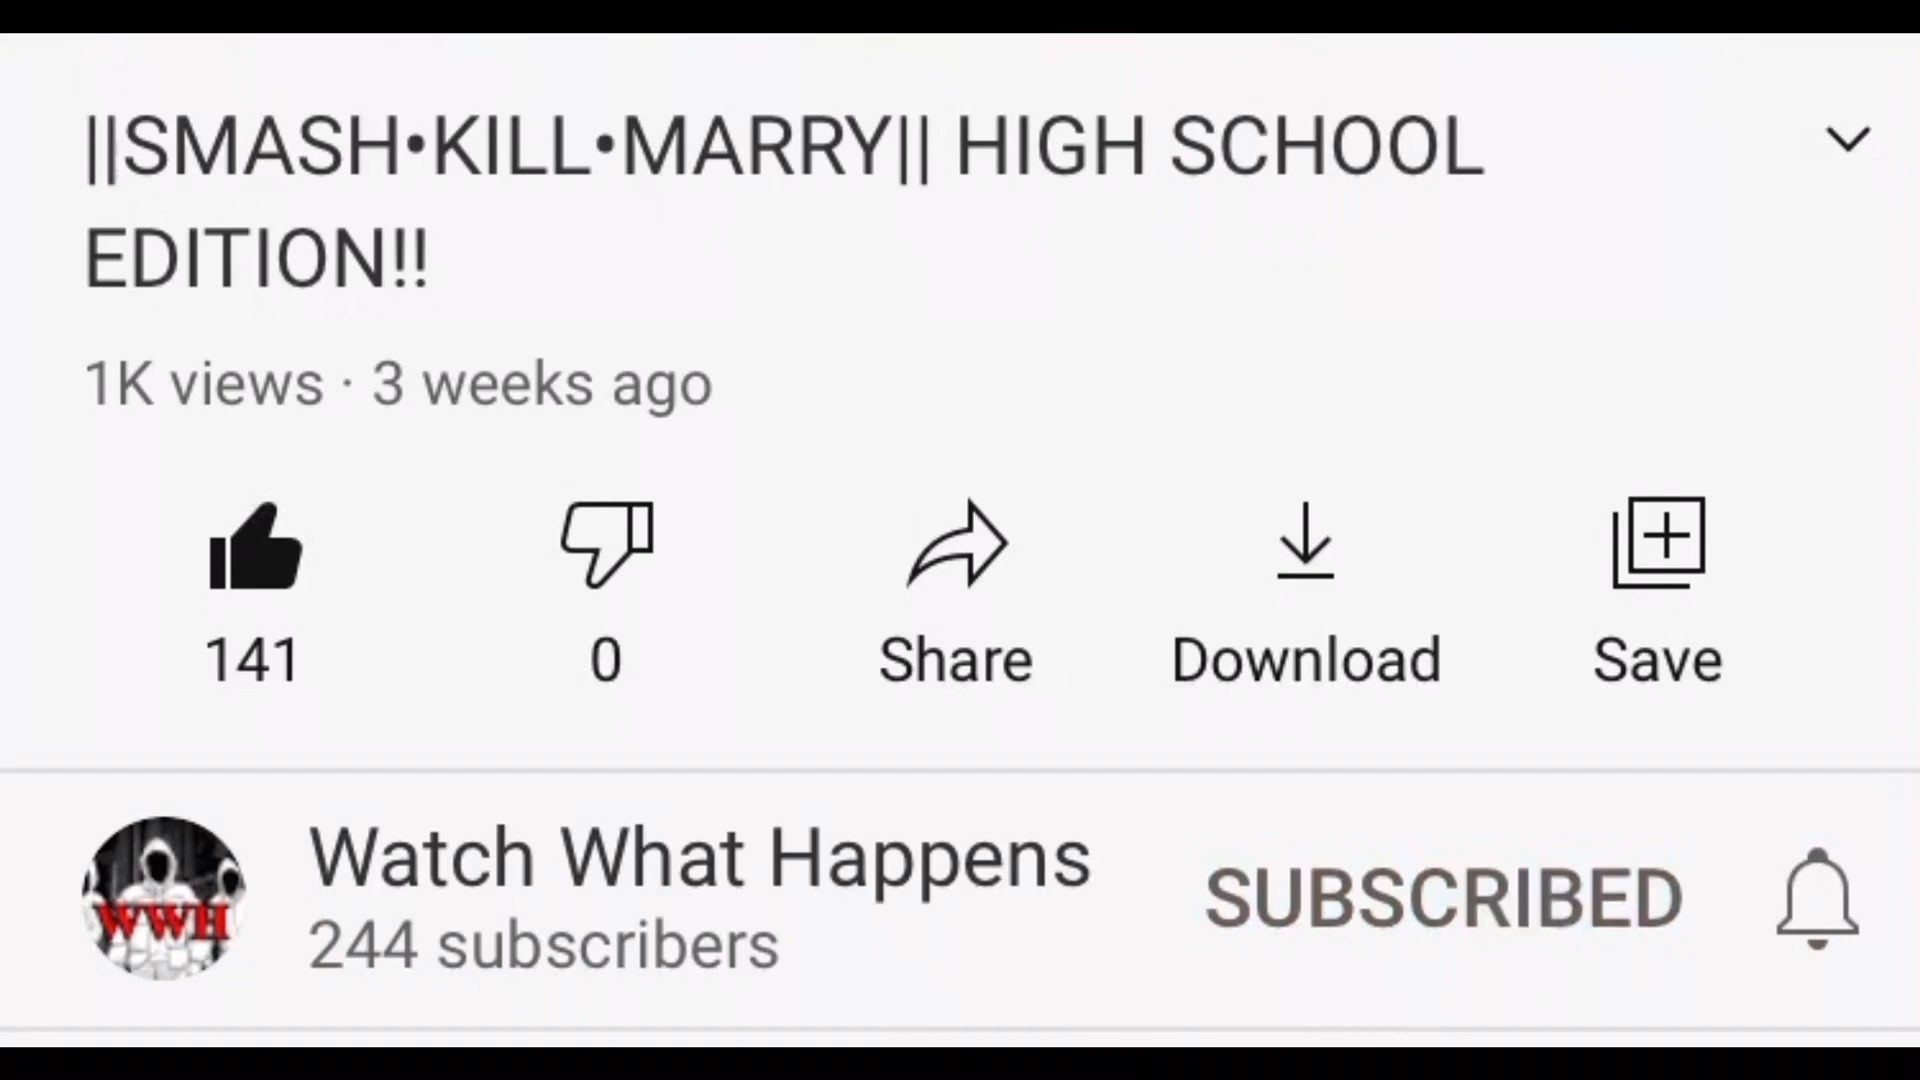 ||SMASH•KILL•MARRY|| HIGH SCHOOL
EDITION!!
1K views · 3 weeks ago
141
0
Share
Download
Save
WWH
Watch What Happens
SUBSCRIBED
244 subscribers